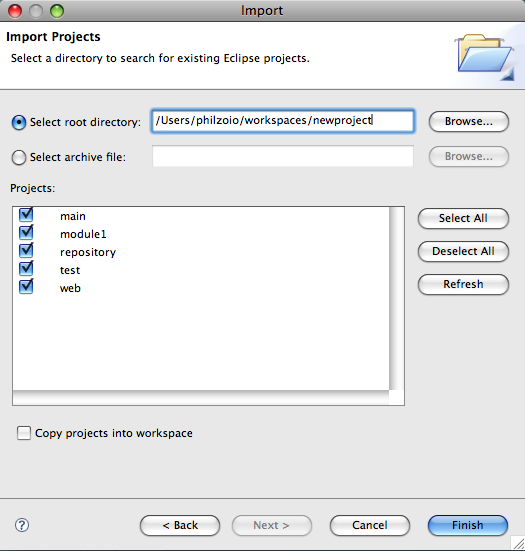 Import
Import Projects
Select a directory to search for existing Eclipse projects.
Select root directory: /Users/philzoio/workspaces/newproject Browse...
Select archive file: Browse...
Projects:
main
module1
repository
test
web
Select All
Deselect All
Refresh
Copy projects into workspace
? < Back Next > Cancel Finish